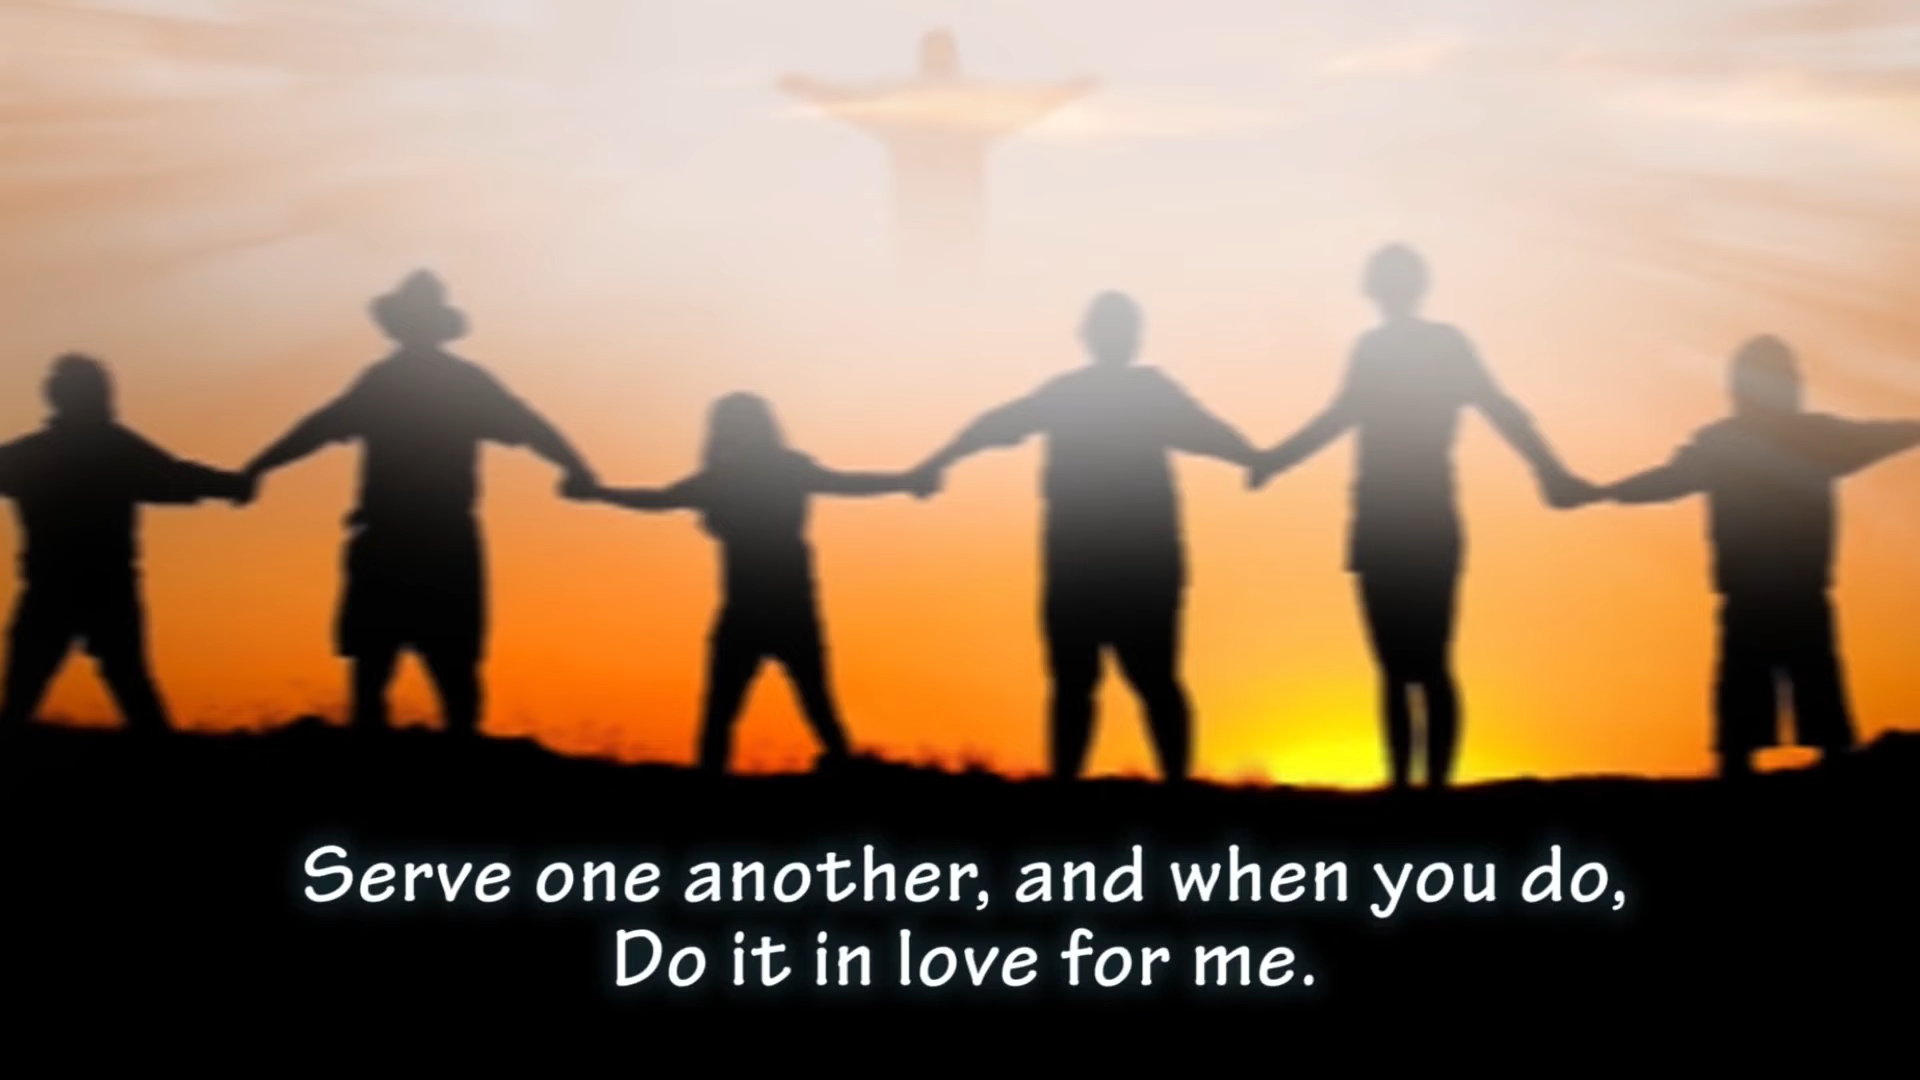 Serve one another, and when you do,
Do it in love for me.